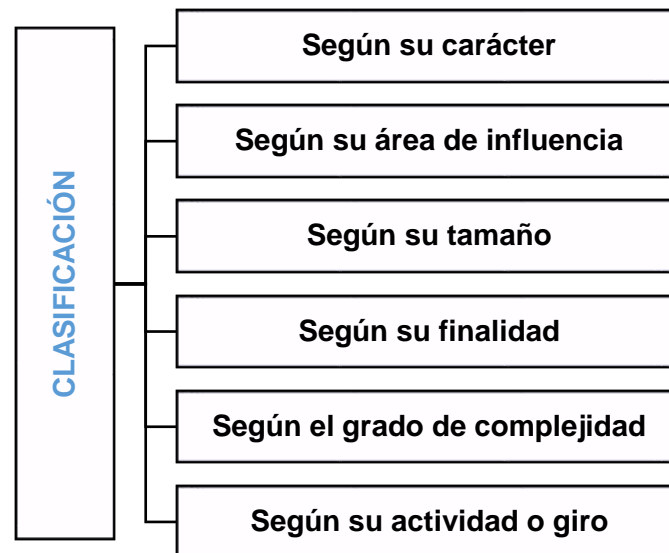 CLASIFICACIÓN
Según su carácter
Según su área de influencia
Según su tamaño
Según su finalidad
Según el grado de complejidad
Según su actividad o giro